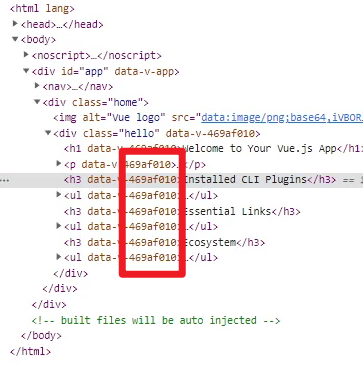 <html lang>
<head>…</head>
<body>
<noscript>…</noscript>
<div id="app" data-v-app>
<nav>…</nav>
<div class="home">
<img alt="Vue logo" src="data:image/png;base64,iVBOR
<div class="hello" data-v-469af010>
<h1 data-v-469af010>Welcome to Your Vue.js App</h1
<p data-v-469af010>…</p>
… <h3 data-v-469af010>Installed CLI Plugins</h3> ==
<ul data-v-469af010>…</ul>
<h3 data-v-469af010>Essential Links</h3>
<ul data-v-469af010>…</ul>
<h3 data-v-469af010>Ecosystem</h3>
<ul data-v-469af010>…</ul>
</div>
</div>
</div>
<!-- built files will be auto injected -->
</body>
</html>